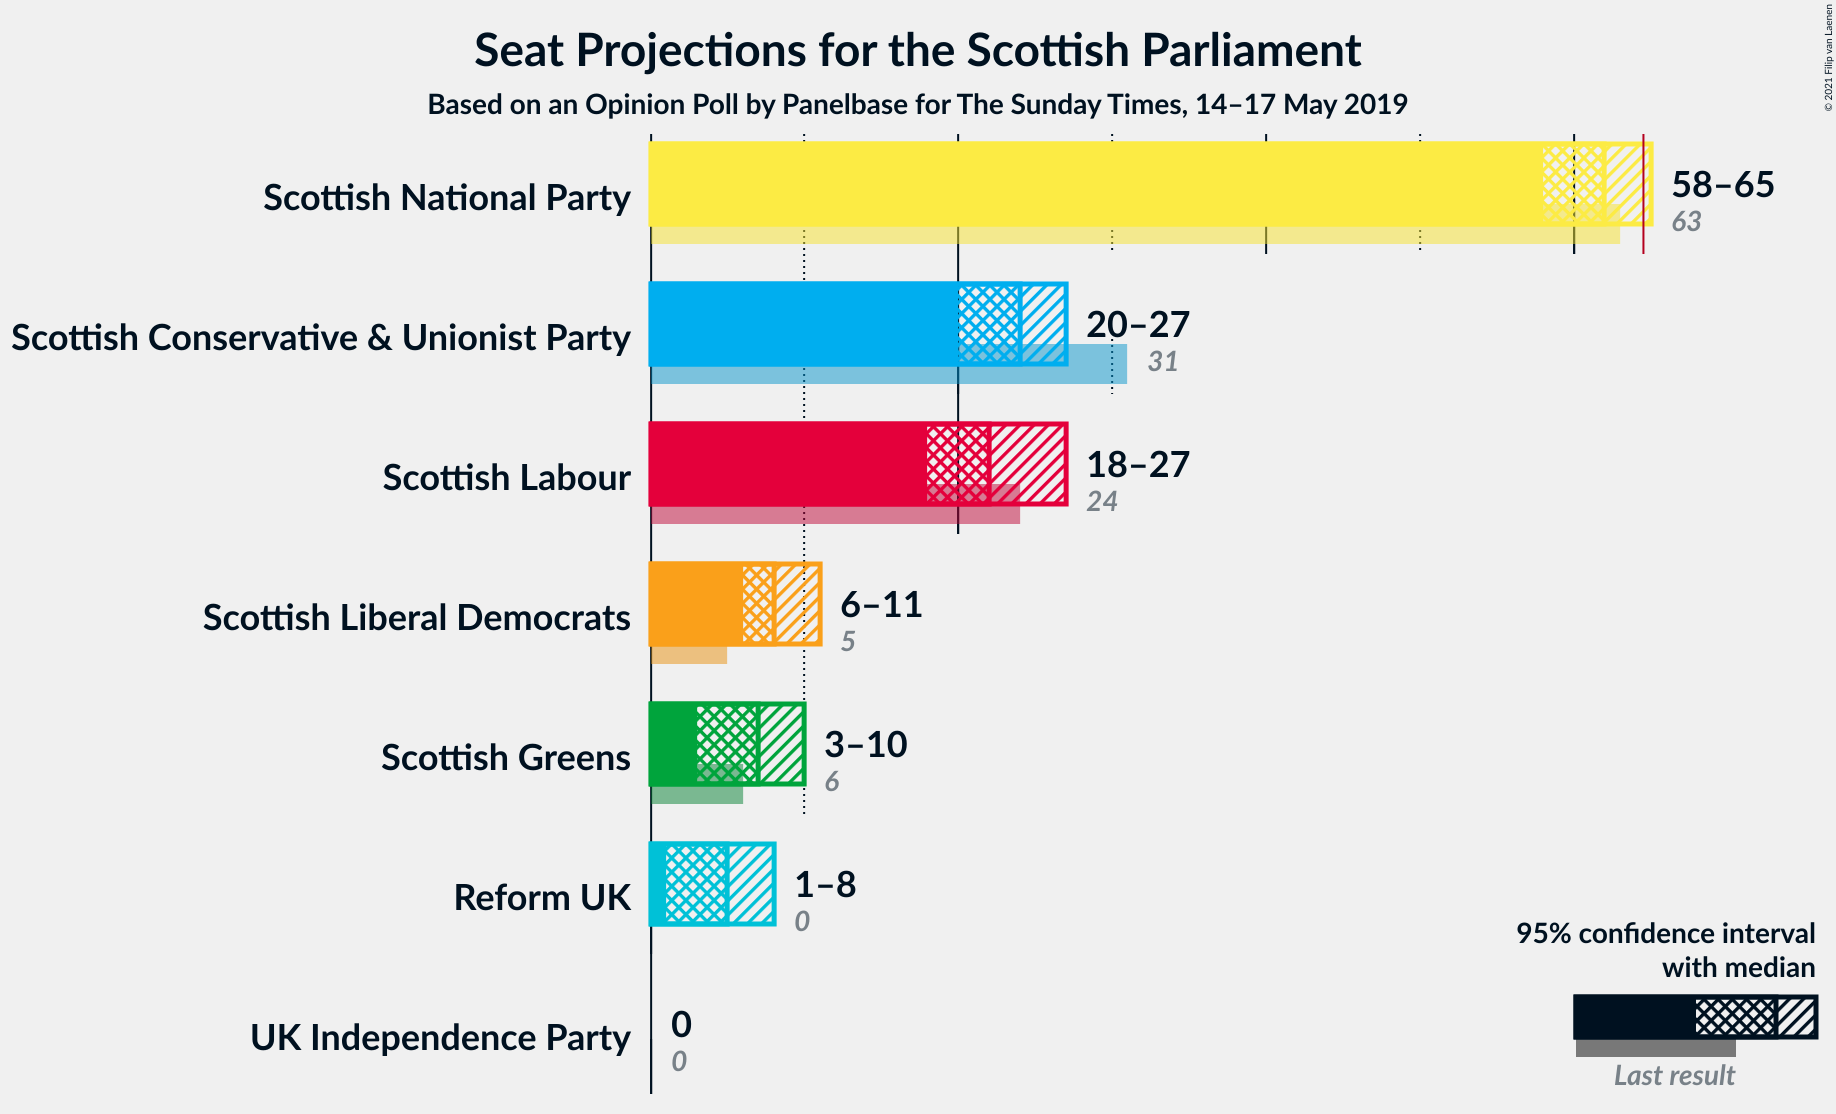 Seat Projections for the Scottish Parliament
Based on an Opinion Poll by Panelbase for The Sunday Times, 14–17 May 2019
© 2021 Filip van Laenen
Scottish National Party
58–65
63
Scottish Conservative & Unionist Party
20–27
31
Scottish Labour
18–27
24
Scottish Liberal Democrats
6–11
5
Scottish Greens
3–10
6
Reform UK
1–8
0
UK Independence Party
0
0
95% confidence interval
with median
Last result